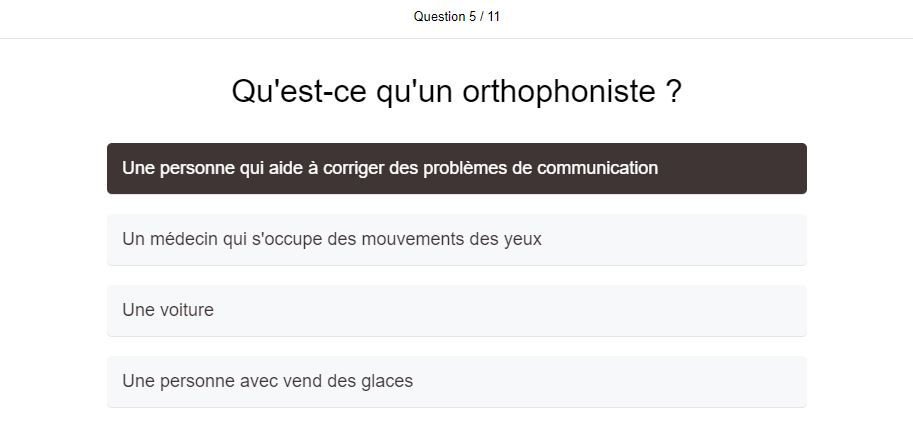 Question 5 / 11
Qu'est-ce qu'un orthophoniste ?
Une personne qui aide à corriger des problèmes de communication
Un médecin qui s'occupe des mouvements des yeux
Une voiture
Une personne avec vend des glaces